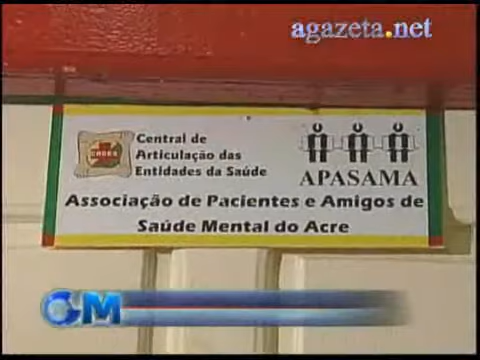 agazeta.net
Central de
Articulação das
Entidades da Saúde
APASAMA
Associação de Pacientes e Amigos de
Saúde Mental do Acre
GM